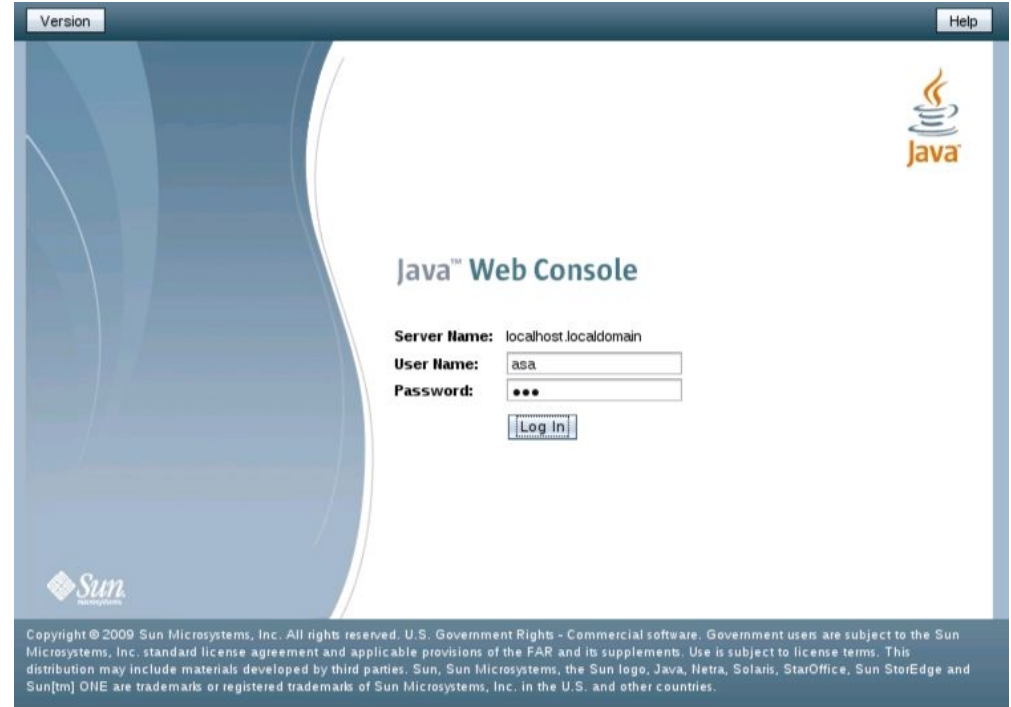 Version
Help
Java
Java™ Web Console
Server Name: localhost.localdomain
User Name: asa
Password: •••
Log In
Sun
microsystems
Copyright © 2009 Sun Microsystems, Inc. All rights reserved. U.S. Government Rights - Commercial software. Government users are subject to the Sun
Microsystems, Inc. standard license agreement and applicable provisions of the FAR and its supplements. Use is subject to license terms. This
distribution may include materials developed by third parties. Sun, Sun Microsystems, the Sun logo, Java, Netra, Solaris, StarOffice, Sun StorEdge and
Sun[tm] ONE are trademarks or registered trademarks of Sun Microsystems, Inc. in the U.S. and other countries.